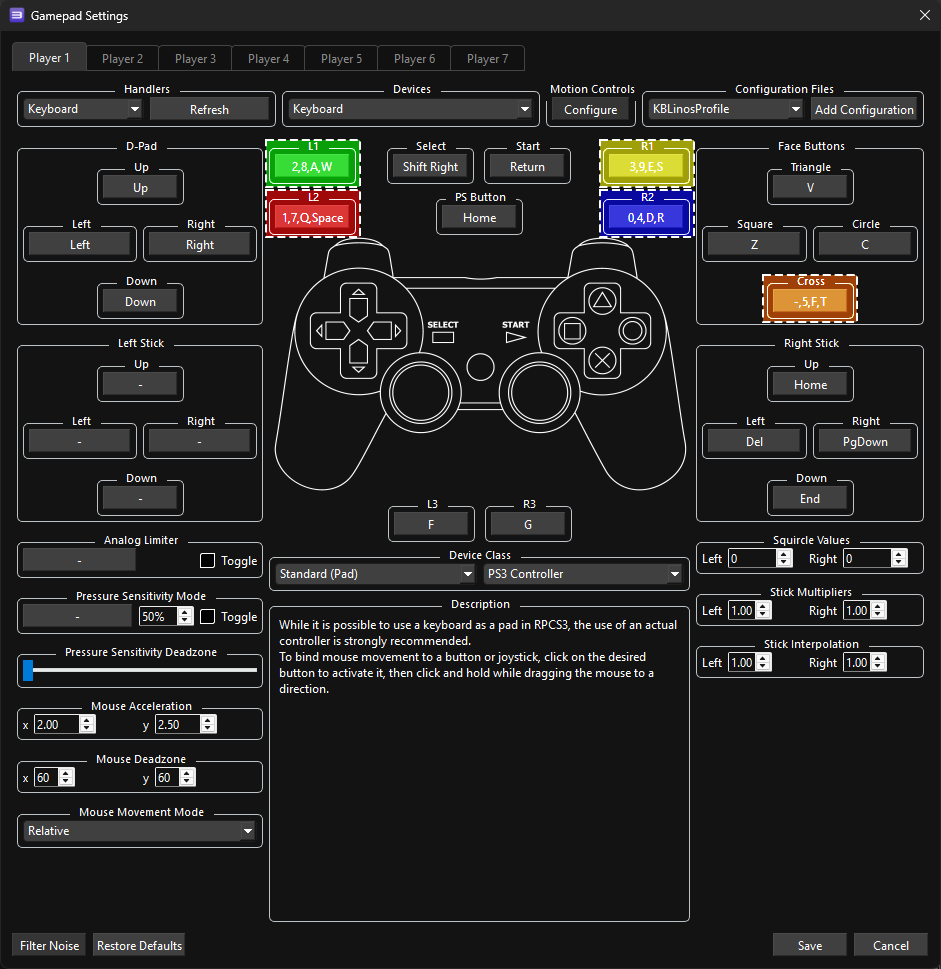 Gamepad Settings
Player 1 Player 2 Player 3 Player 4 Player 5 Player 6 Player 7
Handlers Devices Motion Controls Configuration Files
Keyboard Refresh Keyboard Configure KBLinosProfile Add Configuration
D-Pad L1 Select Start R1 Face Buttons
2,8,A,W Shift Right Return 3,9,E,S
Up Triangle
Up V
L2 PS Button R2
1,7,Q,Space Home 0,4,D,R
Left Right Square Circle
Left Right Z C
Down Cross
Down -,5,F,T
SELECT START
Left Stick Right Stick
Up Up
- Home
Left Right Left Right
- - Del PgDown
Down Down
- End
L3 R3
F G
Analog Limiter Squircle Values
- Toggle Left 0 Right 0
Device Class
Standard (Pad) PS3 Controller
Pressure Sensitivity Mode Stick Multipliers
- 50% Toggle Left 1.00 Right 1.00
Description
While it is possible to use a keyboard as a pad in RPCS3, the use of an actual
controller is strongly recommended.
To bind mouse movement to a button or joystick, click on the desired
button to activate it, then click and hold while dragging the mouse to a
direction.
Pressure Sensitivity Deadzone Stick Interpolation
Left 1.00 Right 1.00
Mouse Acceleration
x 2.00 y 2.50
Mouse Deadzone
x 60 y 60
Mouse Movement Mode
Relative
Filter Noise Restore Defaults Save Cancel